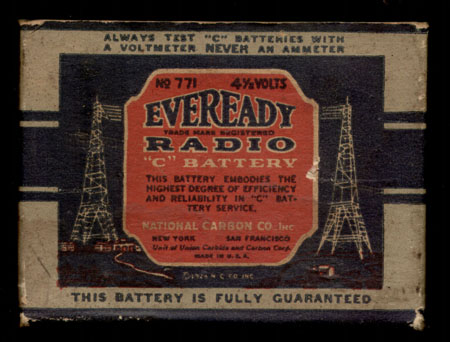 ALWAYS TEST "C" BATTERIES WITH
A VOLTMETER NEVER AN AMMETER
No 771 4½ VOLTS
EVEREADY
TRADE MARK REGISTERED
RADIO
"C" BATTERY
THIS BATTERY EMBODIES THE
HIGHEST DEGREE OF EFFICIENCY
AND RELIABILITY IN "C" BAT-
TERY SERVICE.
NATIONAL CARBON CO., INC.
NEW YORK SAN FRANCISCO
Unit of Union Carbide and Carbon Corp.
MADE IN U.S.A.
N. C. CO. INC.
THIS BATTERY IS FULLY GUARANTEED